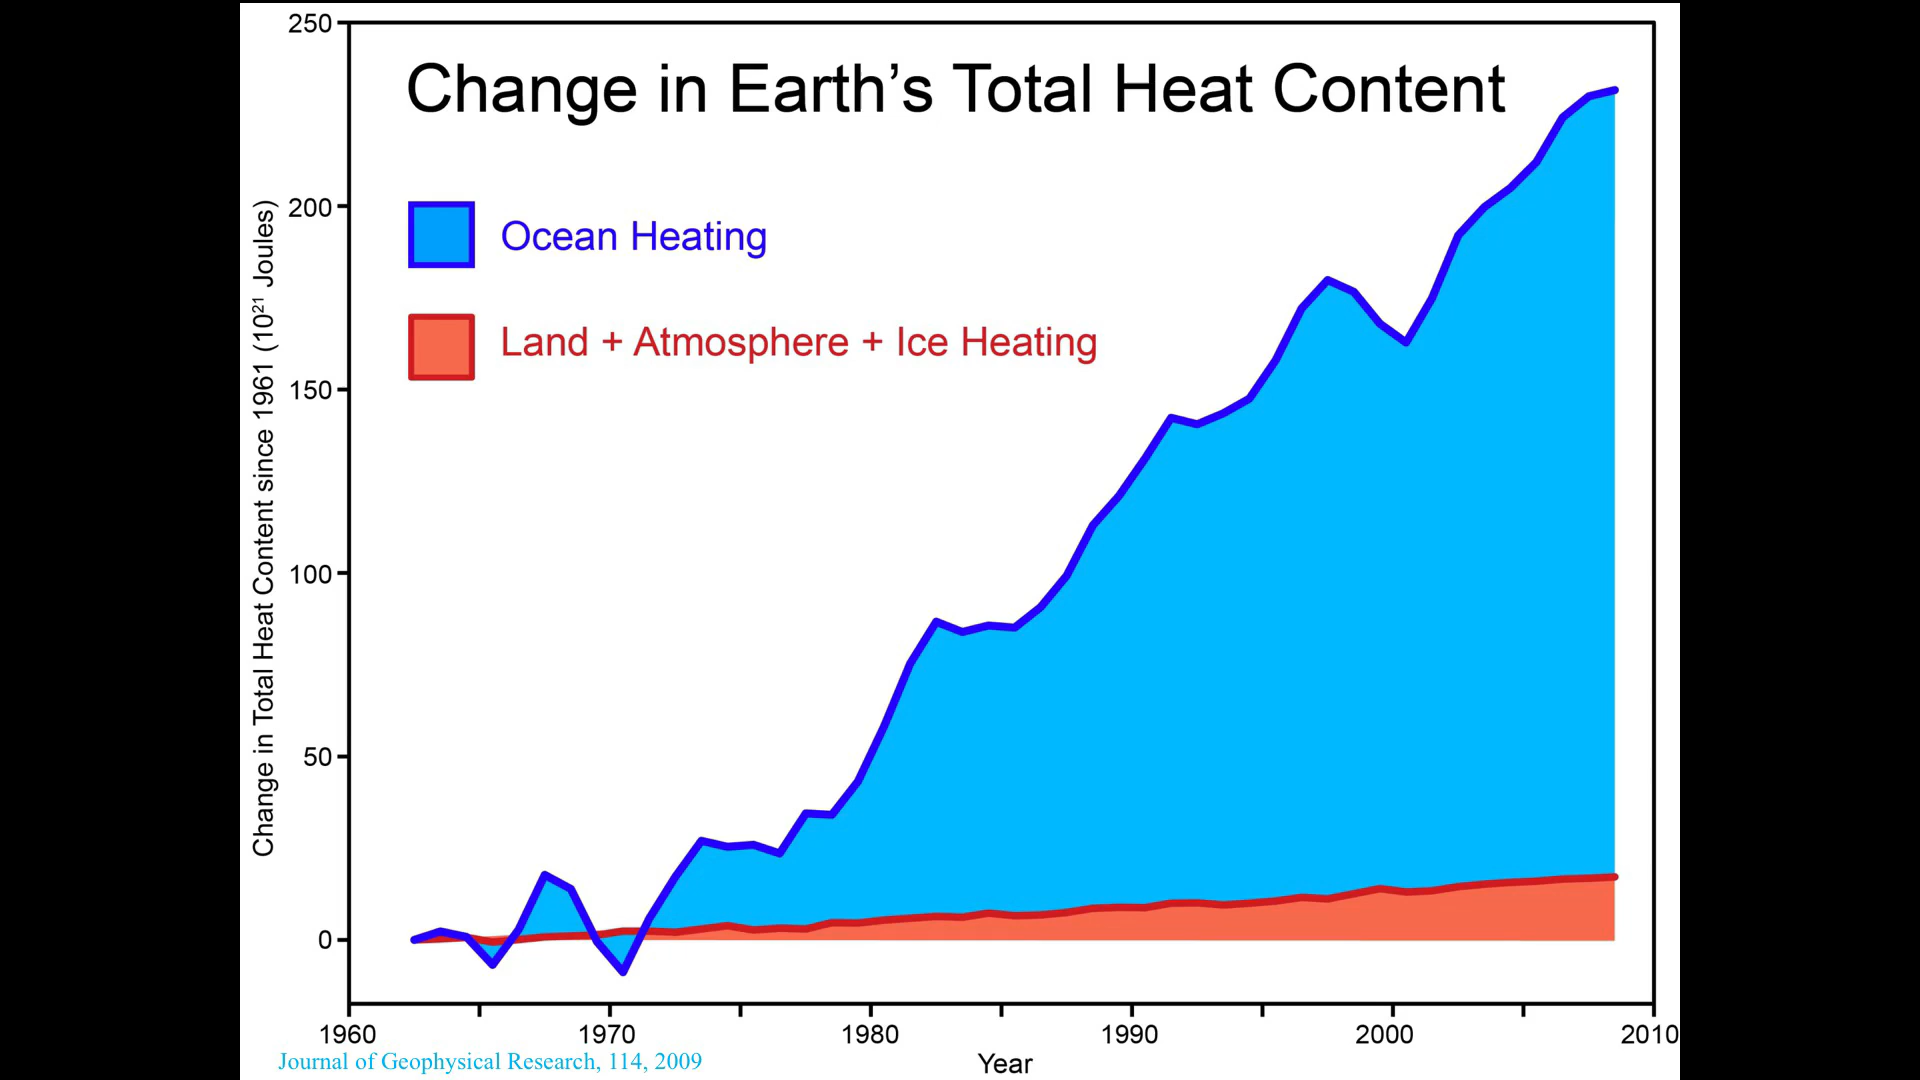 250
Change in Earth's Total Heat Content
200
Ocean Heating
Land + Atmosphere + Ice Heating
150
100
50
0
Change in Total Heat Content since 1961 (10²¹ Joules)
1960 1970 1980 1990 2000 2010
Journal of Geophysical Research, 114, 2009
Year